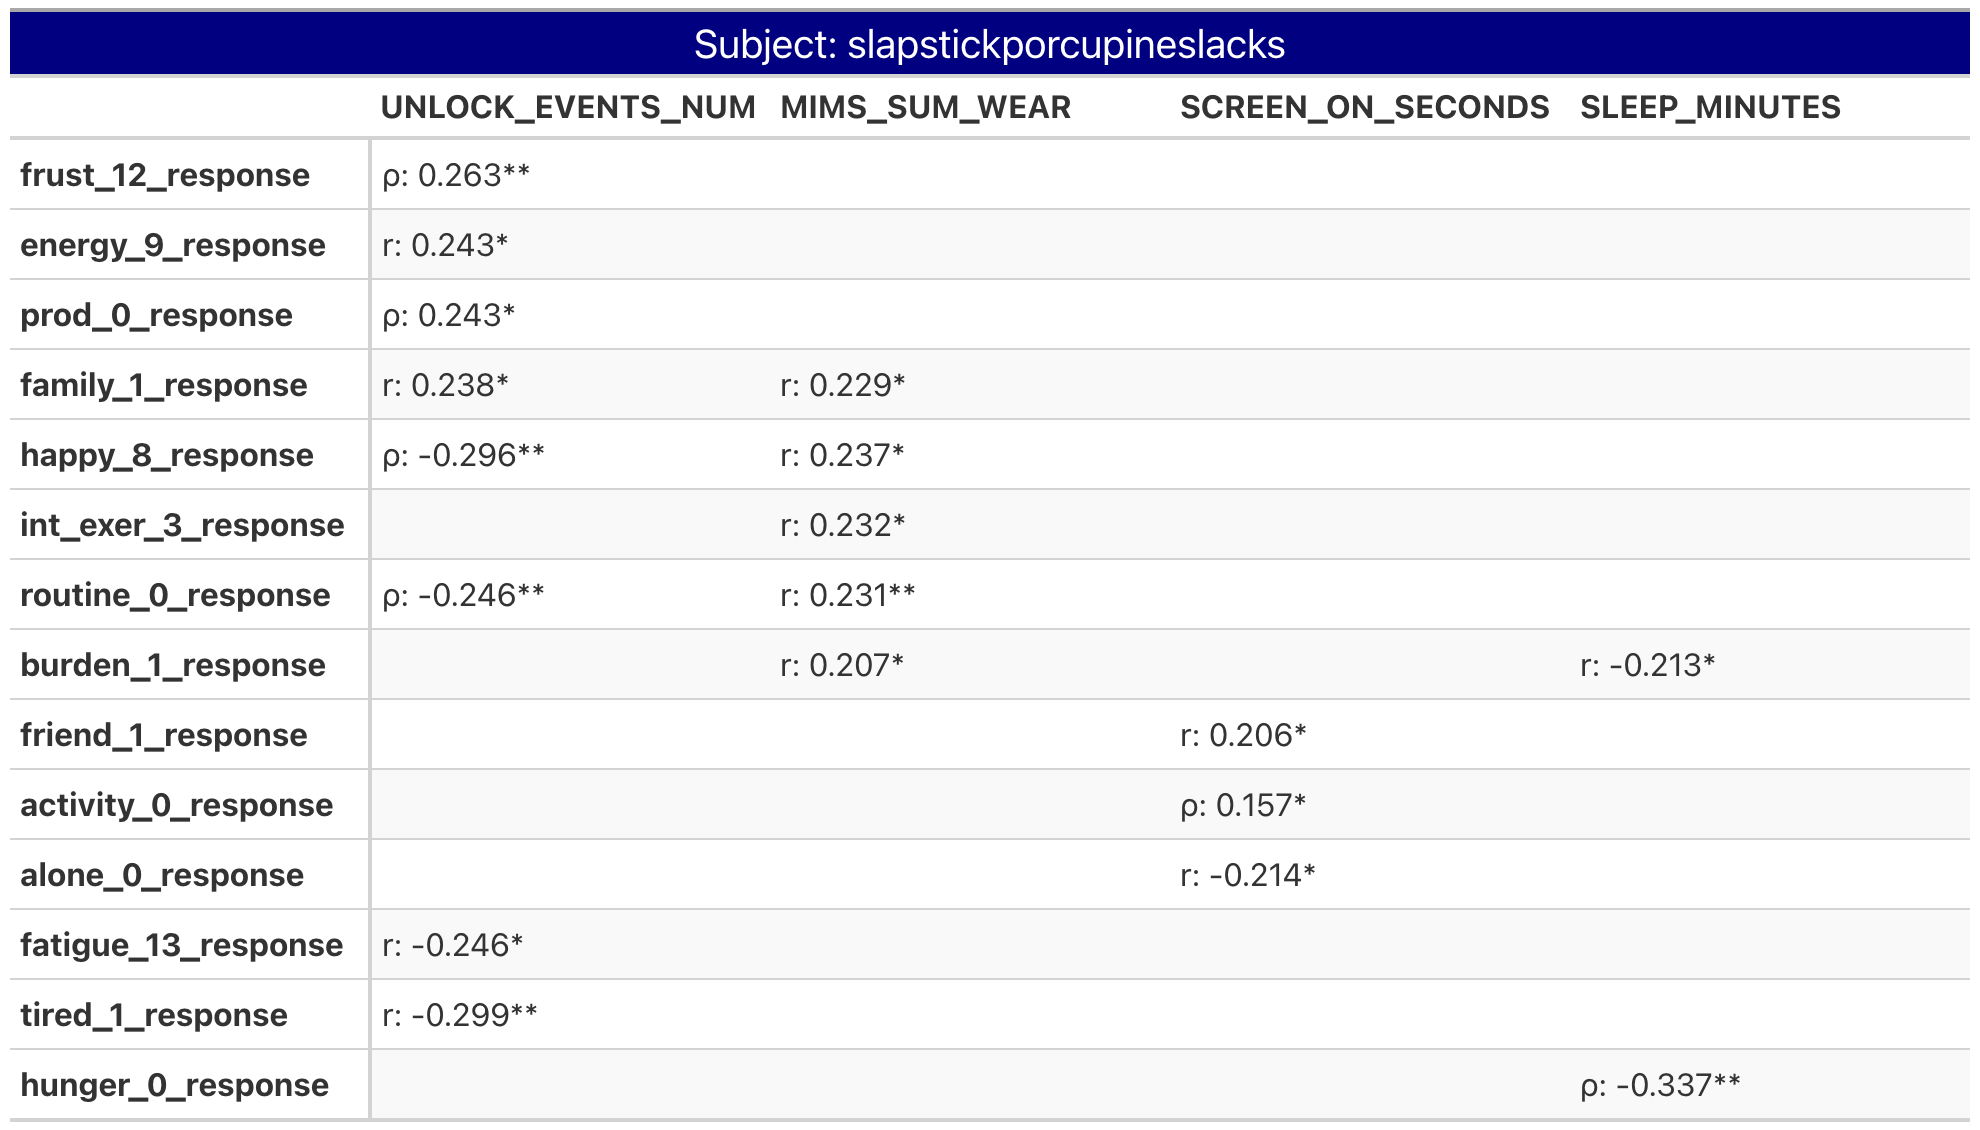 Subject: slapstickporcupineslacks
UNLOCK_EVENTS_NUM MIMS_SUM_WEAR SCREEN_ON_SECONDS SLEEP_MINUTES
frust_12_response ρ: 0.263**
energy_9_response r: 0.243*
prod_0_response ρ: 0.243*
family_1_response r: 0.238* r: 0.229*
happy_8_response ρ: -0.296** r: 0.237*
int_exer_3_response r: 0.232*
routine_0_response ρ: -0.246** r: 0.231**
burden_1_response r: 0.207* r: -0.213*
friend_1_response r: 0.206*
activity_0_response ρ: 0.157*
alone_0_response r: -0.214*
fatigue_13_response r: -0.246*
tired_1_response r: -0.299**
hunger_0_response ρ: -0.337**